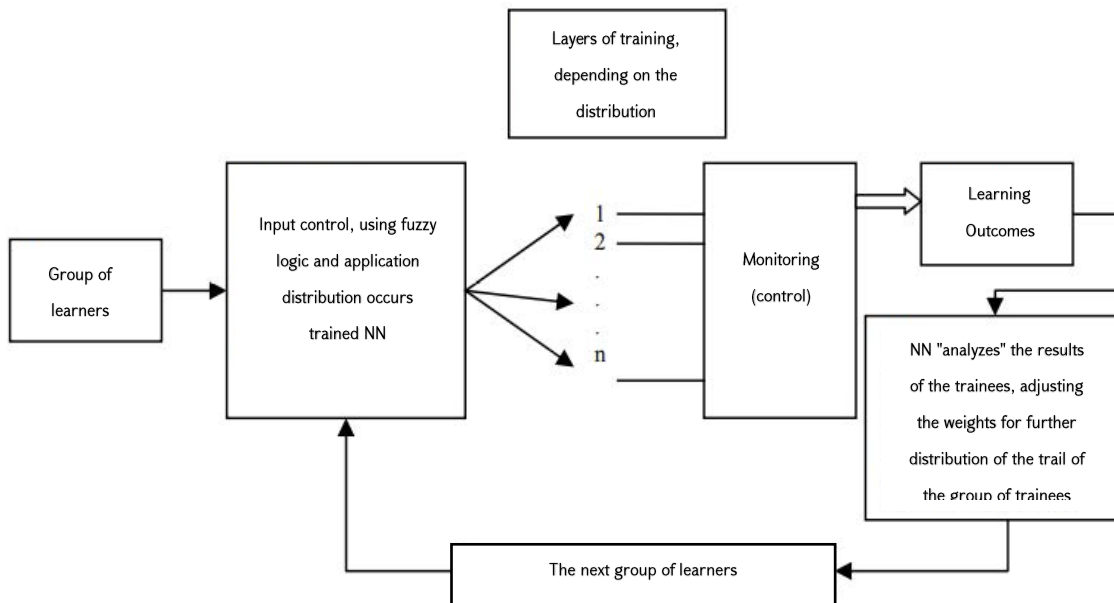 Layers of training,
depending on the
distribution
Group of
learners
Input control, using fuzzy
logic and application
distribution occurs
trained NN
1
2
.
.
.
n
Monitoring
(control)
Learning
Outcomes
NN "analyzes" the results
of the trainees, adjusting
the weights for further
distribution of the trail of
the group of trainees
The next group of learners